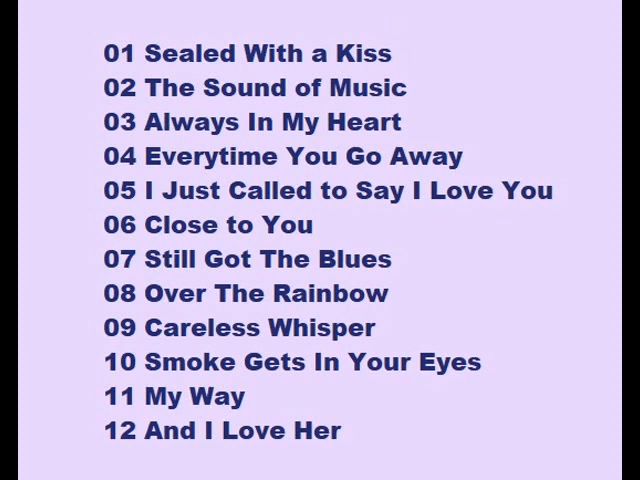 01 Sealed With a Kiss
02 The Sound of Music
03 Always In My Heart
04 Everytime You Go Away
05 I Just Called to Say I Love You
06 Close to You
07 Still Got The Blues
08 Over The Rainbow
09 Careless Whisper
10 Smoke Gets In Your Eyes
11 My Way
12 And I Love Her